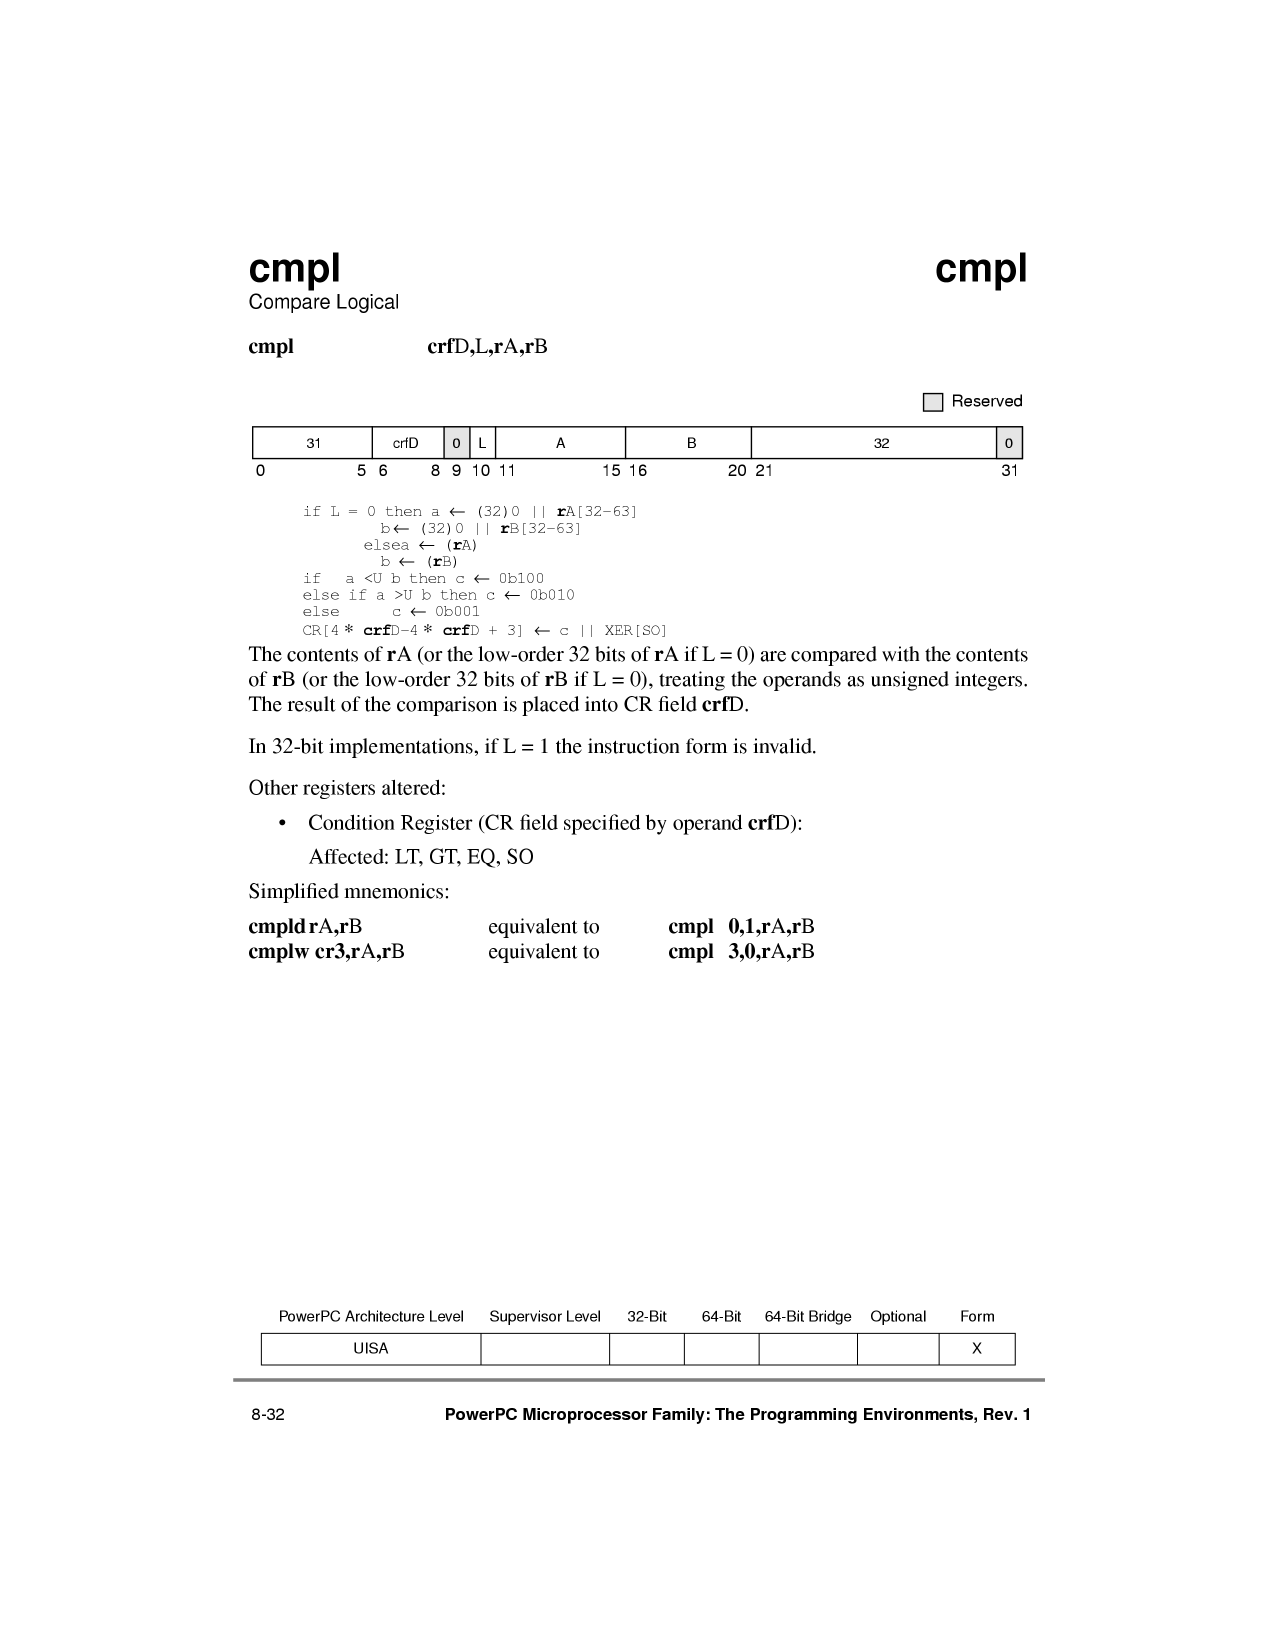 cmpl cmpl
Compare Logical
cmpl crfD,L,rA,rB
Reserved
31 crfD 0 L A B 32 0
0 5 6 8 9 10 11 15 16 20 21 31
if L = 0 then a ← (32)0 || rA[32-63]
b← (32)0 || rB[32-63]
elsea ← (rA)
b ← (rB)
if a <U b then c ← 0b100
else if a >U b then c ← 0b010
else c ← 0b001
CR[4 * crfD-4 * crfD + 3] ← c || XER[SO]
The contents of rA (or the low-order 32 bits of rA if L = 0) are compared with the contents
of rB (or the low-order 32 bits of rB if L = 0), treating the operands as unsigned integers.
The result of the comparison is placed into CR field crfD.
In 32-bit implementations, if L = 1 the instruction form is invalid.
Other registers altered:
• Condition Register (CR field specified by operand crfD):
Affected: LT, GT, EQ, SO
Simplified mnemonics:
cmpld rA,rB equivalent to cmpl 0,1,rA,rB
cmplw cr3,rA,rB equivalent to cmpl 3,0,rA,rB
PowerPC Architecture Level Supervisor Level 32-Bit 64-Bit 64-Bit Bridge Optional Form
UISA X
8-32 PowerPC Microprocessor Family: The Programming Environments, Rev. 1